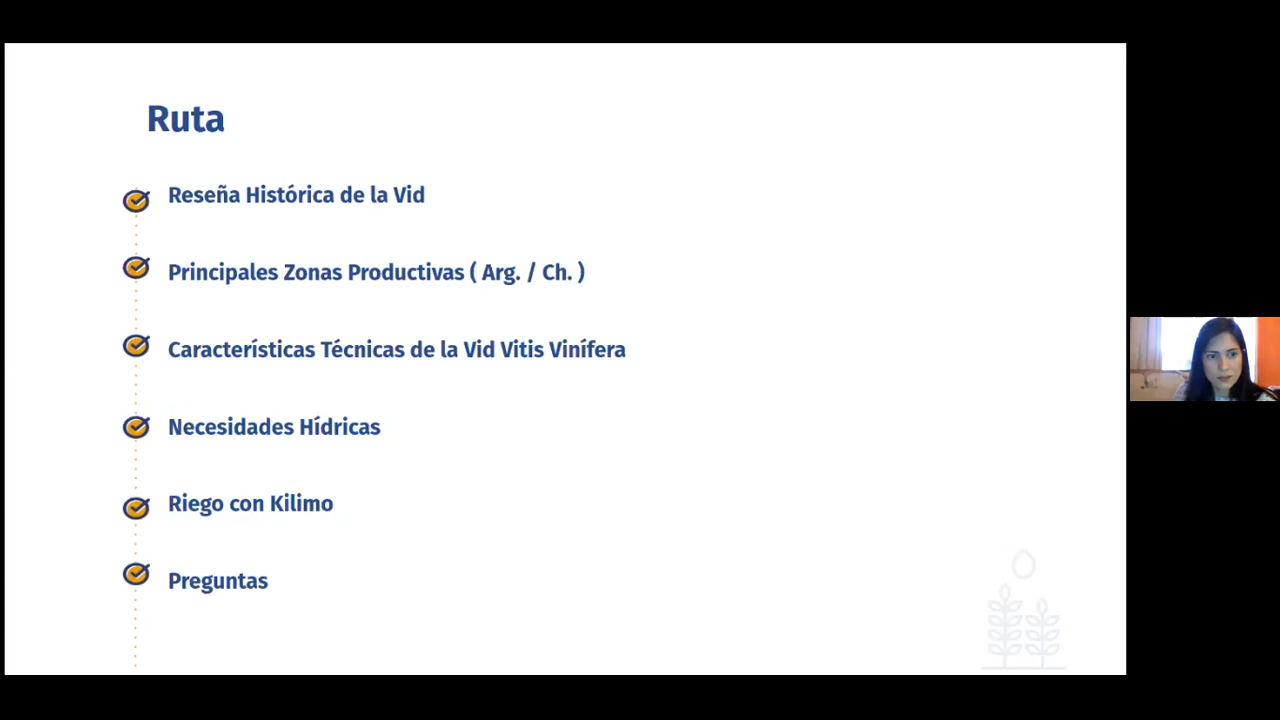 Ruta
Reseña Histórica de la Vid
Principales Zonas Productivas ( Arg. / Ch. )
Características Técnicas de la Vid Vitis Vinífera
Necesidades Hídricas
Riego con Kilimo
Preguntas